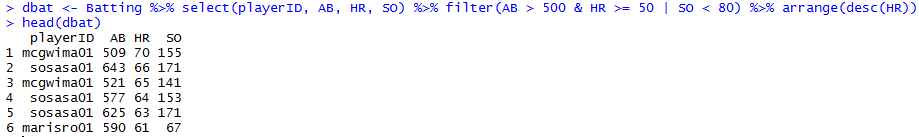 > dbat <- Batting %>% select(playerID, AB, HR, SO) %>% filter(AB > 500 & HR >= 50 | SO < 80) %>% arrange(desc(HR))
> head(dbat)
   playerID  AB HR  SO
1 mcgwima01 509 70 155
2  sosasa01 643 66 171
3 mcgwima01 521 65 141
4  sosasa01 577 64 153
5  sosasa01 625 63 171
6 marisro01 590 61  67